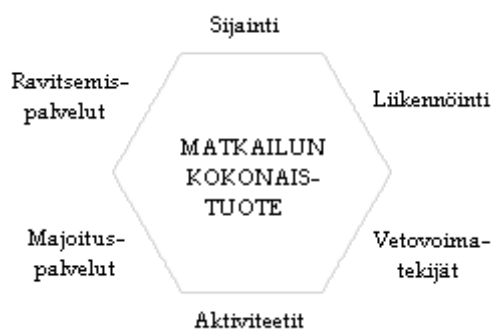 Sijainti
Ravitsemis-
palvelut
Liikennöinti
MATKAILUN
KOKONAIS-
TUOTE
Majoitus-
palvelut
Vetovoima-
tekijät
Aktiviteetit